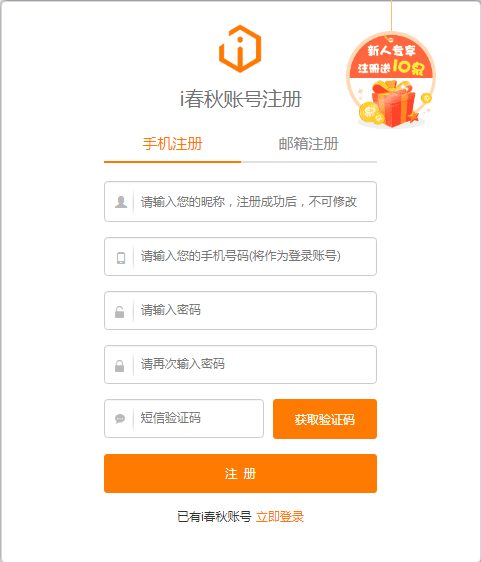 新人专享
注册送10泉
i春秋账号注册
手机注册 邮箱注册
请输入您的昵称，注册成功后，不可修改
请输入您的手机号码(将作为登录账号)
请输入密码
请再次输入密码
短信验证码 获取验证码
注 册
已有i春秋账号 立即登录